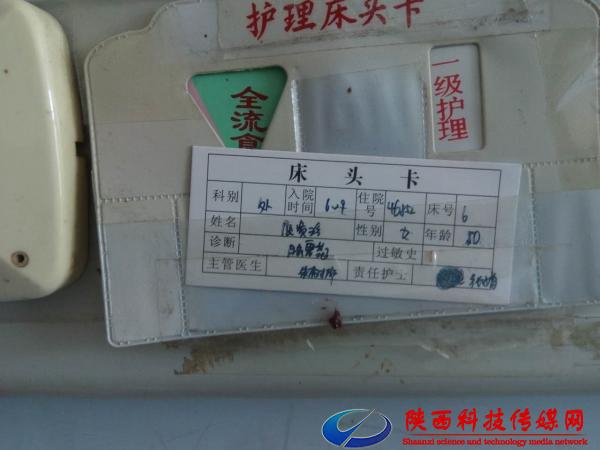 护理床头卡
全流食
一级护理
床头卡
科别 外 入院时间 住院号 床号 6
姓名 性别 女 年龄 80
诊断 过敏史
主管医生 责任护士
陕西科技传媒网
Shaanxi science and technology media network